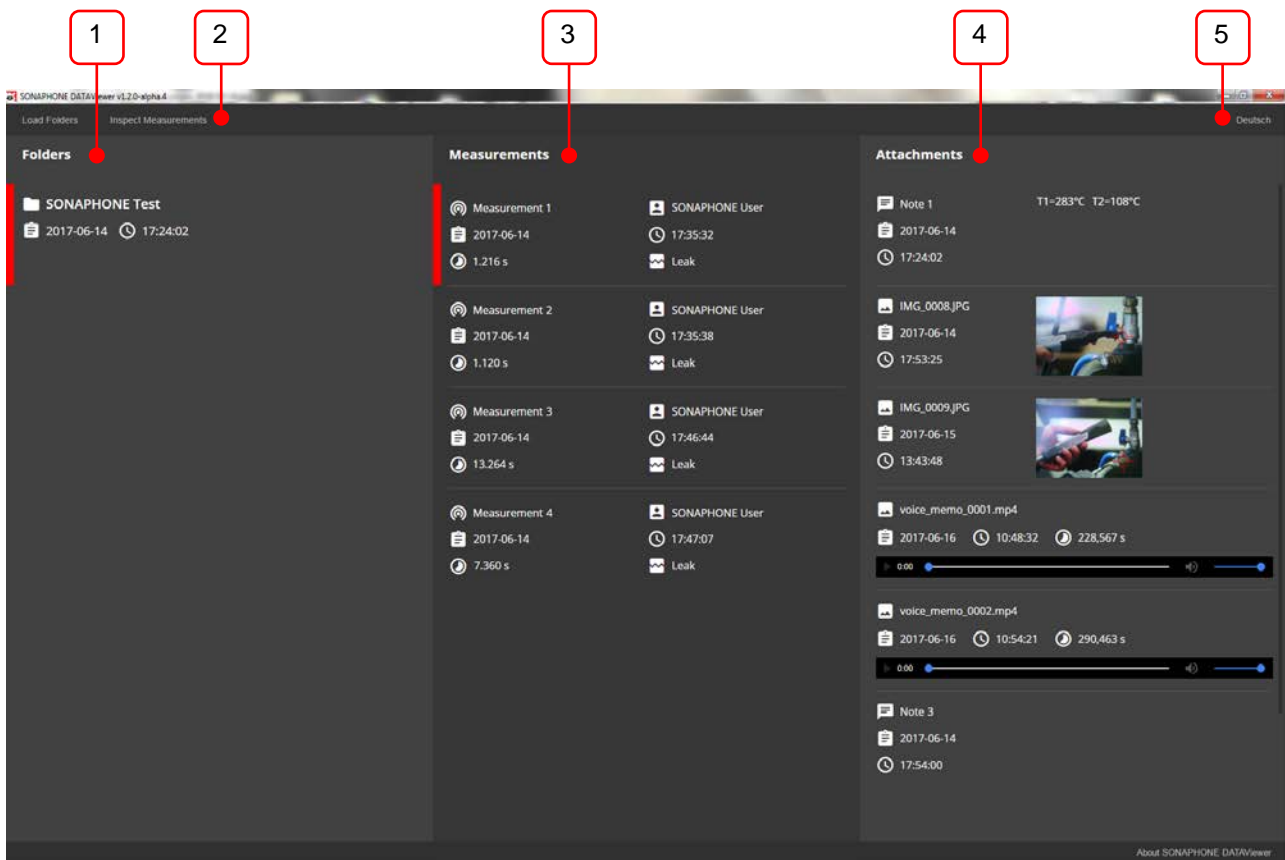 1
2
3
4
5
SONAPHONE DATAViewer v1.2.0-alpha.4
Load Folders Inspect Measurements Deutsch
Folders
SONAPHONE Test
2017-06-14 17:24:02
Measurements
Measurement 1 SONAPHONE User
2017-06-14 17:35:32
1.216 s Leak
Measurement 2 SONAPHONE User
2017-06-14 17:35:38
1.120 s Leak
Measurement 3 SONAPHONE User
2017-06-14 17:46:44
13.264 s Leak
Measurement 4 SONAPHONE User
2017-06-14 17:47:07
7.360 s Leak
Attachments
Note 1 T1=283°C T2=108°C
2017-06-14
17:24:02
IMG_0008.JPG
2017-06-14
17:53:25
IMG_0009.JPG
2017-06-15
13:43:48
voice_memo_0001.mp4
2017-06-16 10:48:32 228,567 s
0:00
voice_memo_0002.mp4
2017-06-16 10:54:21 290,463 s
0:00
Note 3
2017-06-14
17:54:00
About SONAPHONE DATAViewer